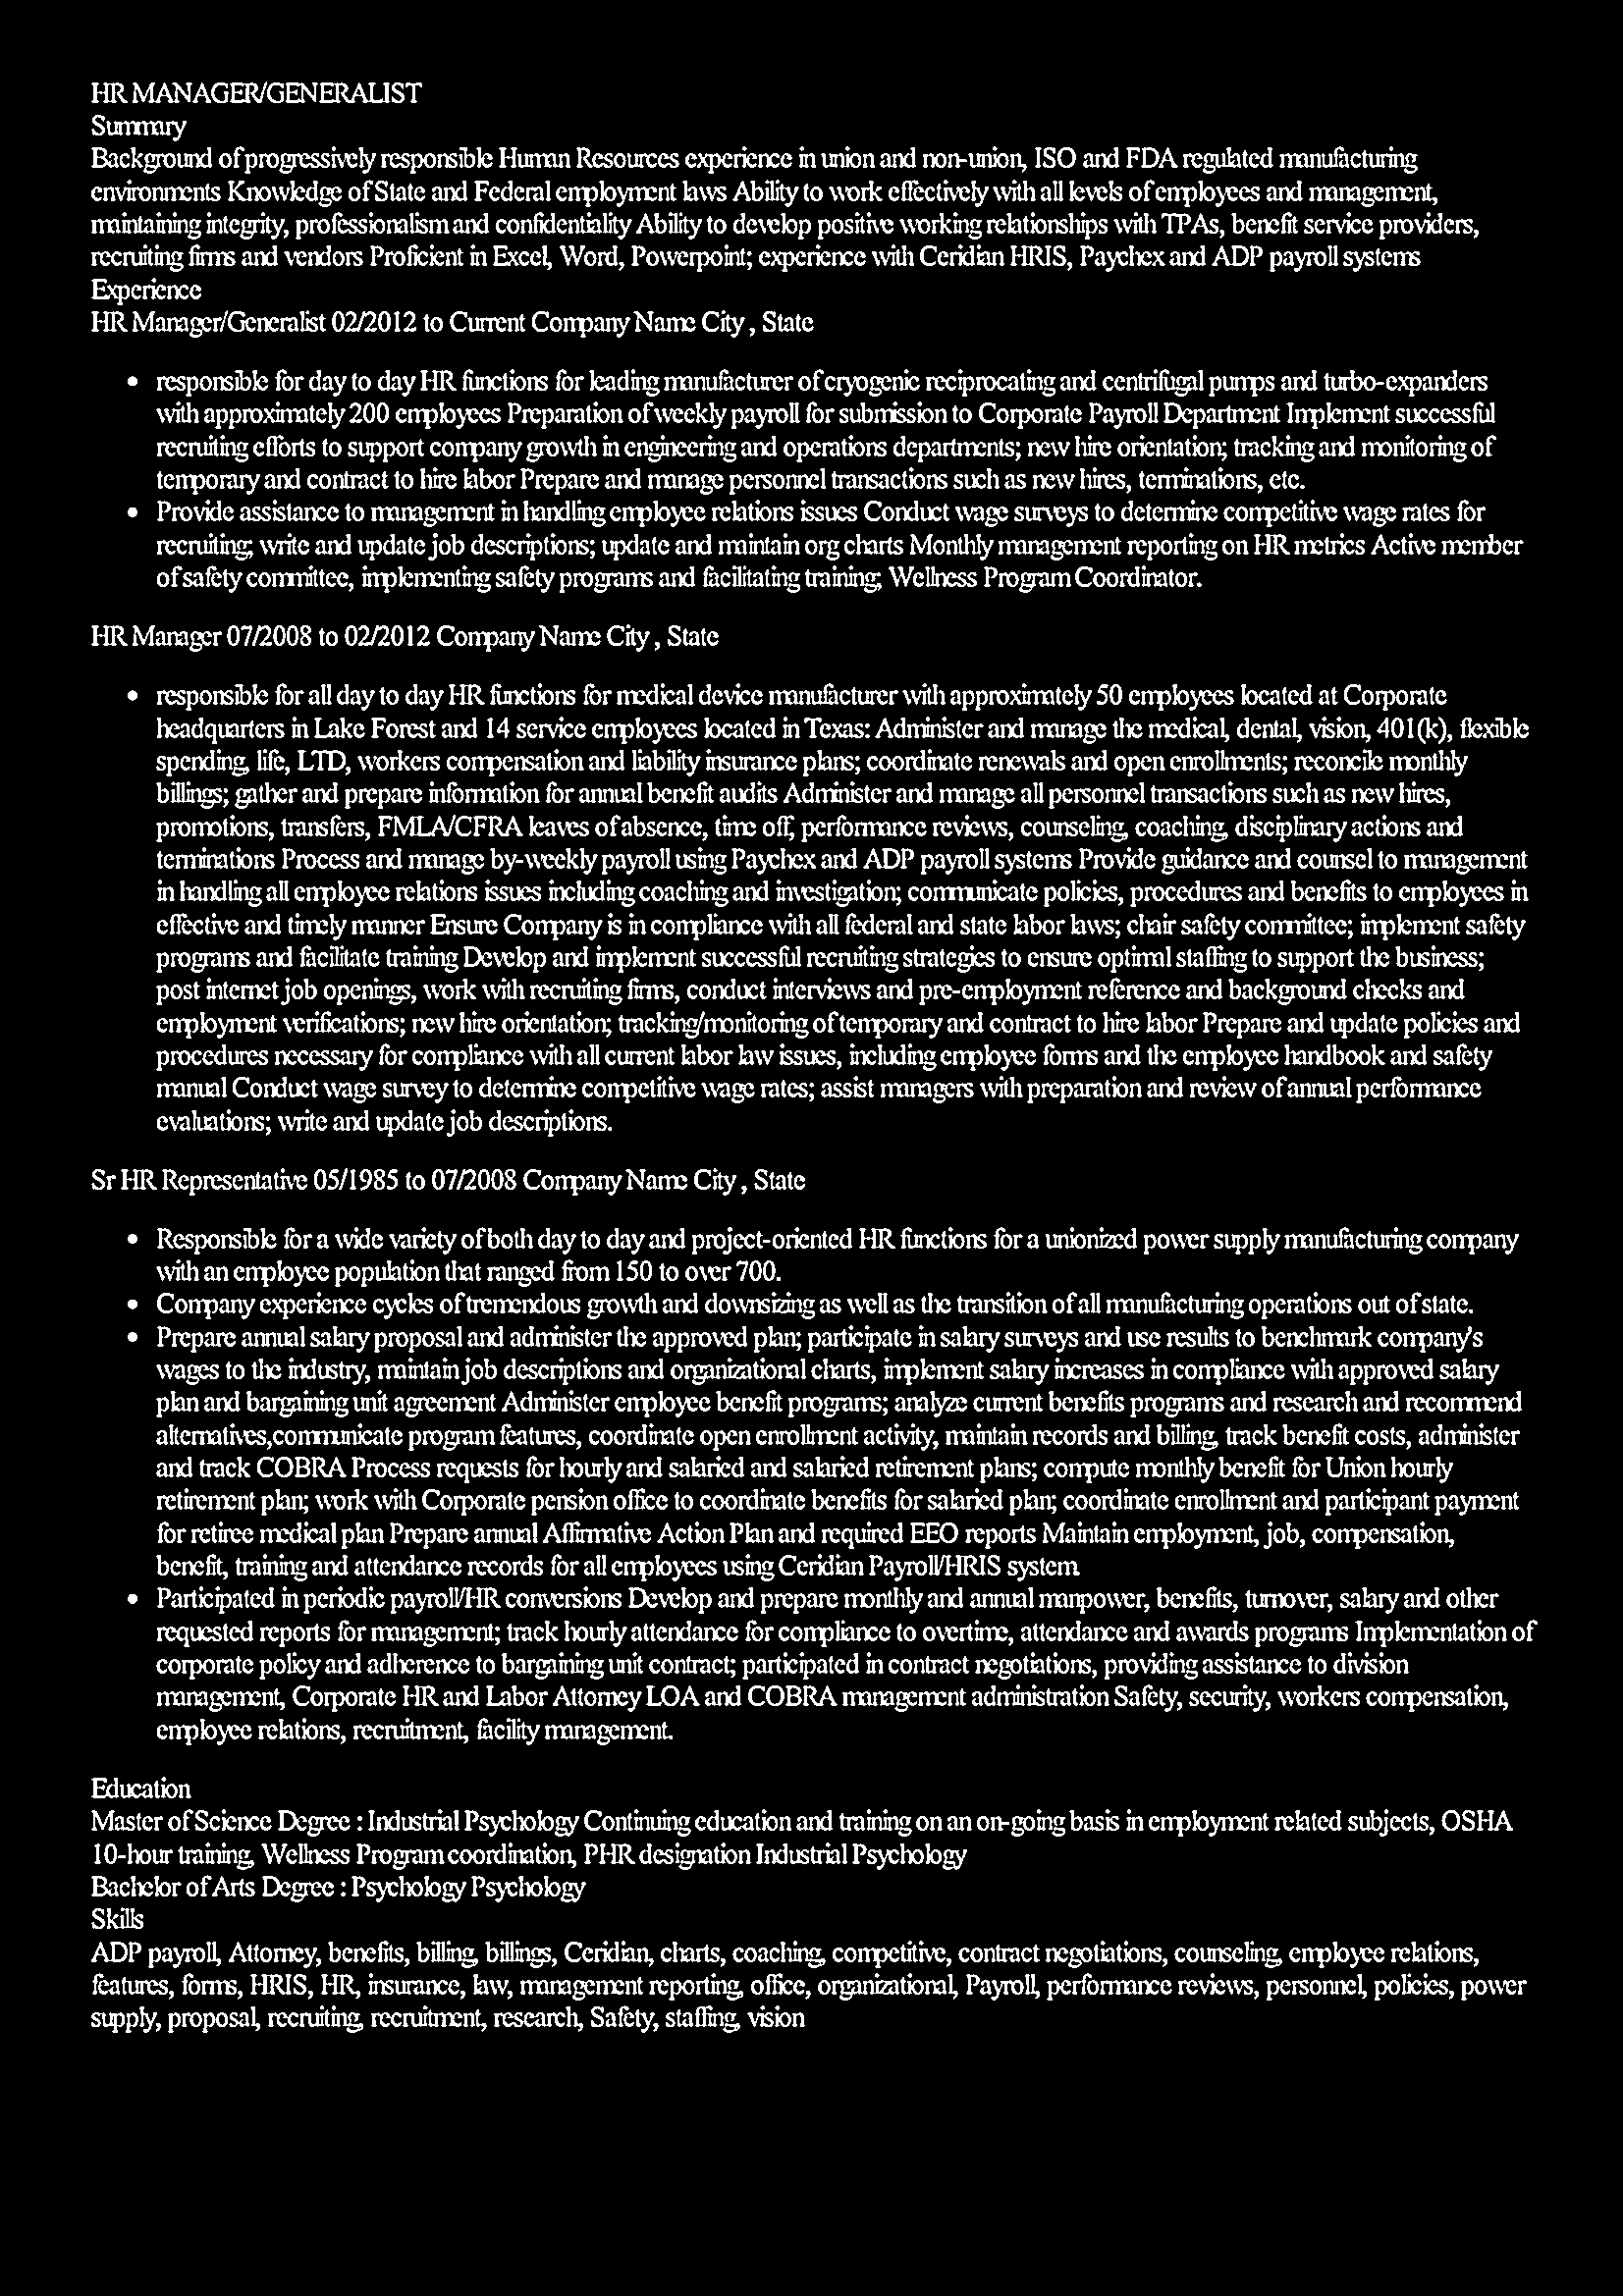 HR MANAGER/GENERALIST
Summary
Background of progressively responsible Human Resources experience in union and non-union, ISO and FDA regulated manufacturing
environments Knowledge of State and Federal employment laws Ability to work effectively with all levels of employees and management,
maintaining integrity, professionalism and confidentiality Ability to develop positive working relationships with TPAs, benefit service providers,
recruiting firms and vendors Proficient in Excel, Word, Powerpoint; experience with Ceridian HRIS, Paychex and ADP payroll systems
Experience
HR Manager/Generalist 02/2012 to Current Company Name City , State
• responsible for day to day HR functions for leading manufacturer of cryogenic reciprocating and centrifugal pumps and turbo-expanders
with approximately 200 employees Preparation of weekly payroll for submission to Corporate Payroll Department Implement successful
recruiting efforts to support company growth in engineering and operations departments; new hire orientation; tracking and monitoring of
temporary and contract to hire labor Prepare and manage personnel transactions such as new hires, terminations, etc.
• Provide assistance to management in handling employee relations issues Conduct wage surveys to determine competitive wage rates for
recruiting; write and update job descriptions; update and maintain org charts Monthly management reporting on HR metrics Active member
of safety committee, implementing safety programs and facilitating training; Wellness Program Coordinator.
HR Manager 07/2008 to 02/2012 Company Name City , State
• responsible for all day to day HR functions for medical device manufacturer with approximately 50 employees located at Corporate
headquarters in Lake Forest and 14 service employees located in Texas: Administer and manage the medical, dental, vision, 401(k), flexible
spending, life, LTD, workers compensation and liability insurance plans; coordinate renewals and open enrollments; reconcile monthly
billings; gather and prepare information for annual benefit audits Administer and manage all personnel transactions such as new hires,
promotions, transfers, FMLA/CFRA leaves of absence, time off, performance reviews, counseling, coaching, disciplinary actions and
terminations Process and manage by-weekly payroll using Paychex and ADP payroll systems Provide guidance and counsel to management
in handling all employee relations issues including coaching and investigation; communicate policies, procedures and benefits to employees in
effective and timely manner Ensure Company is in compliance with all federal and state labor laws; chair safety committee; implement safety
programs and facilitate training Develop and implement successful recruiting strategies to ensure optimal staffing to support the business;
post internet job openings, work with recruiting firms, conduct interviews and pre-employment reference and background checks and
employment verifications; new hire orientation; tracking/monitoring of temporary and contract to hire labor Prepare and update policies and
procedures necessary for compliance with all current labor law issues, including employee forms and the employee handbook and safety
manual Conduct wage survey to determine competitive wage rates; assist managers with preparation and review of annual performance
evaluations; write and update job descriptions.
Sr HR Representative 05/1985 to 07/2008 Company Name City , State
• Responsible for a wide variety of both day to day and project-oriented HR functions for a unionized power supply manufacturing company
with an employee population that ranged from 150 to over 700.
• Company experience cycles of tremendous growth and downsizing as well as the transition of all manufacturing operations out of state.
• Prepare annual salary proposal and administer the approved plan; participate in salary surveys and use results to benchmark company's
wages to the industry, maintain job descriptions and organizational charts, implement salary increases in compliance with approved salary
plan and bargaining unit agreement Administer employee benefit programs; analyze current benefits programs and research and recommend
alternatives,communicate program features, coordinate open enrollment activity, maintain records and billing, track benefit costs, administer
and track COBRA Process requests for hourly and salaried and salaried retirement plans; compute monthly benefit for Union hourly
retirement plan; work with Corporate pension office to coordinate benefits for salaried plan; coordinate enrollment and participant payment
for retiree medical plan Prepare annual Affirmative Action Plan and required EEO reports Maintain employment, job, compensation,
benefit, training and attendance records for all employees using Ceridian Payroll/HRIS system.
• Participated in periodic payroll/HR conversions Develop and prepare monthly and annual manpower, benefits, turnover, salary and other
requested reports for management; track hourly attendance for compliance to overtime, attendance and awards programs Implementation of
corporate policy and adherence to bargaining unit contract; participated in contract negotiations, providing assistance to division
management, Corporate HR and Labor Attorney LOA and COBRA management administration Safety, security, workers compensation,
employee relations, recruitment, facility management.
Education
Master of Science Degree : Industrial Psychology Continuing education and training on an on-going basis in employment related subjects, OSHA
10-hour training, Wellness Program coordination, PHR designation Industrial Psychology
Bachelor of Arts Degree : Psychology Psychology
Skills
ADP payroll, Attorney, benefits, billing, billings, Ceridian, charts, coaching, competitive, contract negotiations, counseling, employee relations,
features, forms, HRIS, HR, insurance, law, management reporting, office, organizational, Payroll, performance reviews, personnel, policies, power
supply, proposal, recruiting, recruitment, research, Safety, staffing, vision